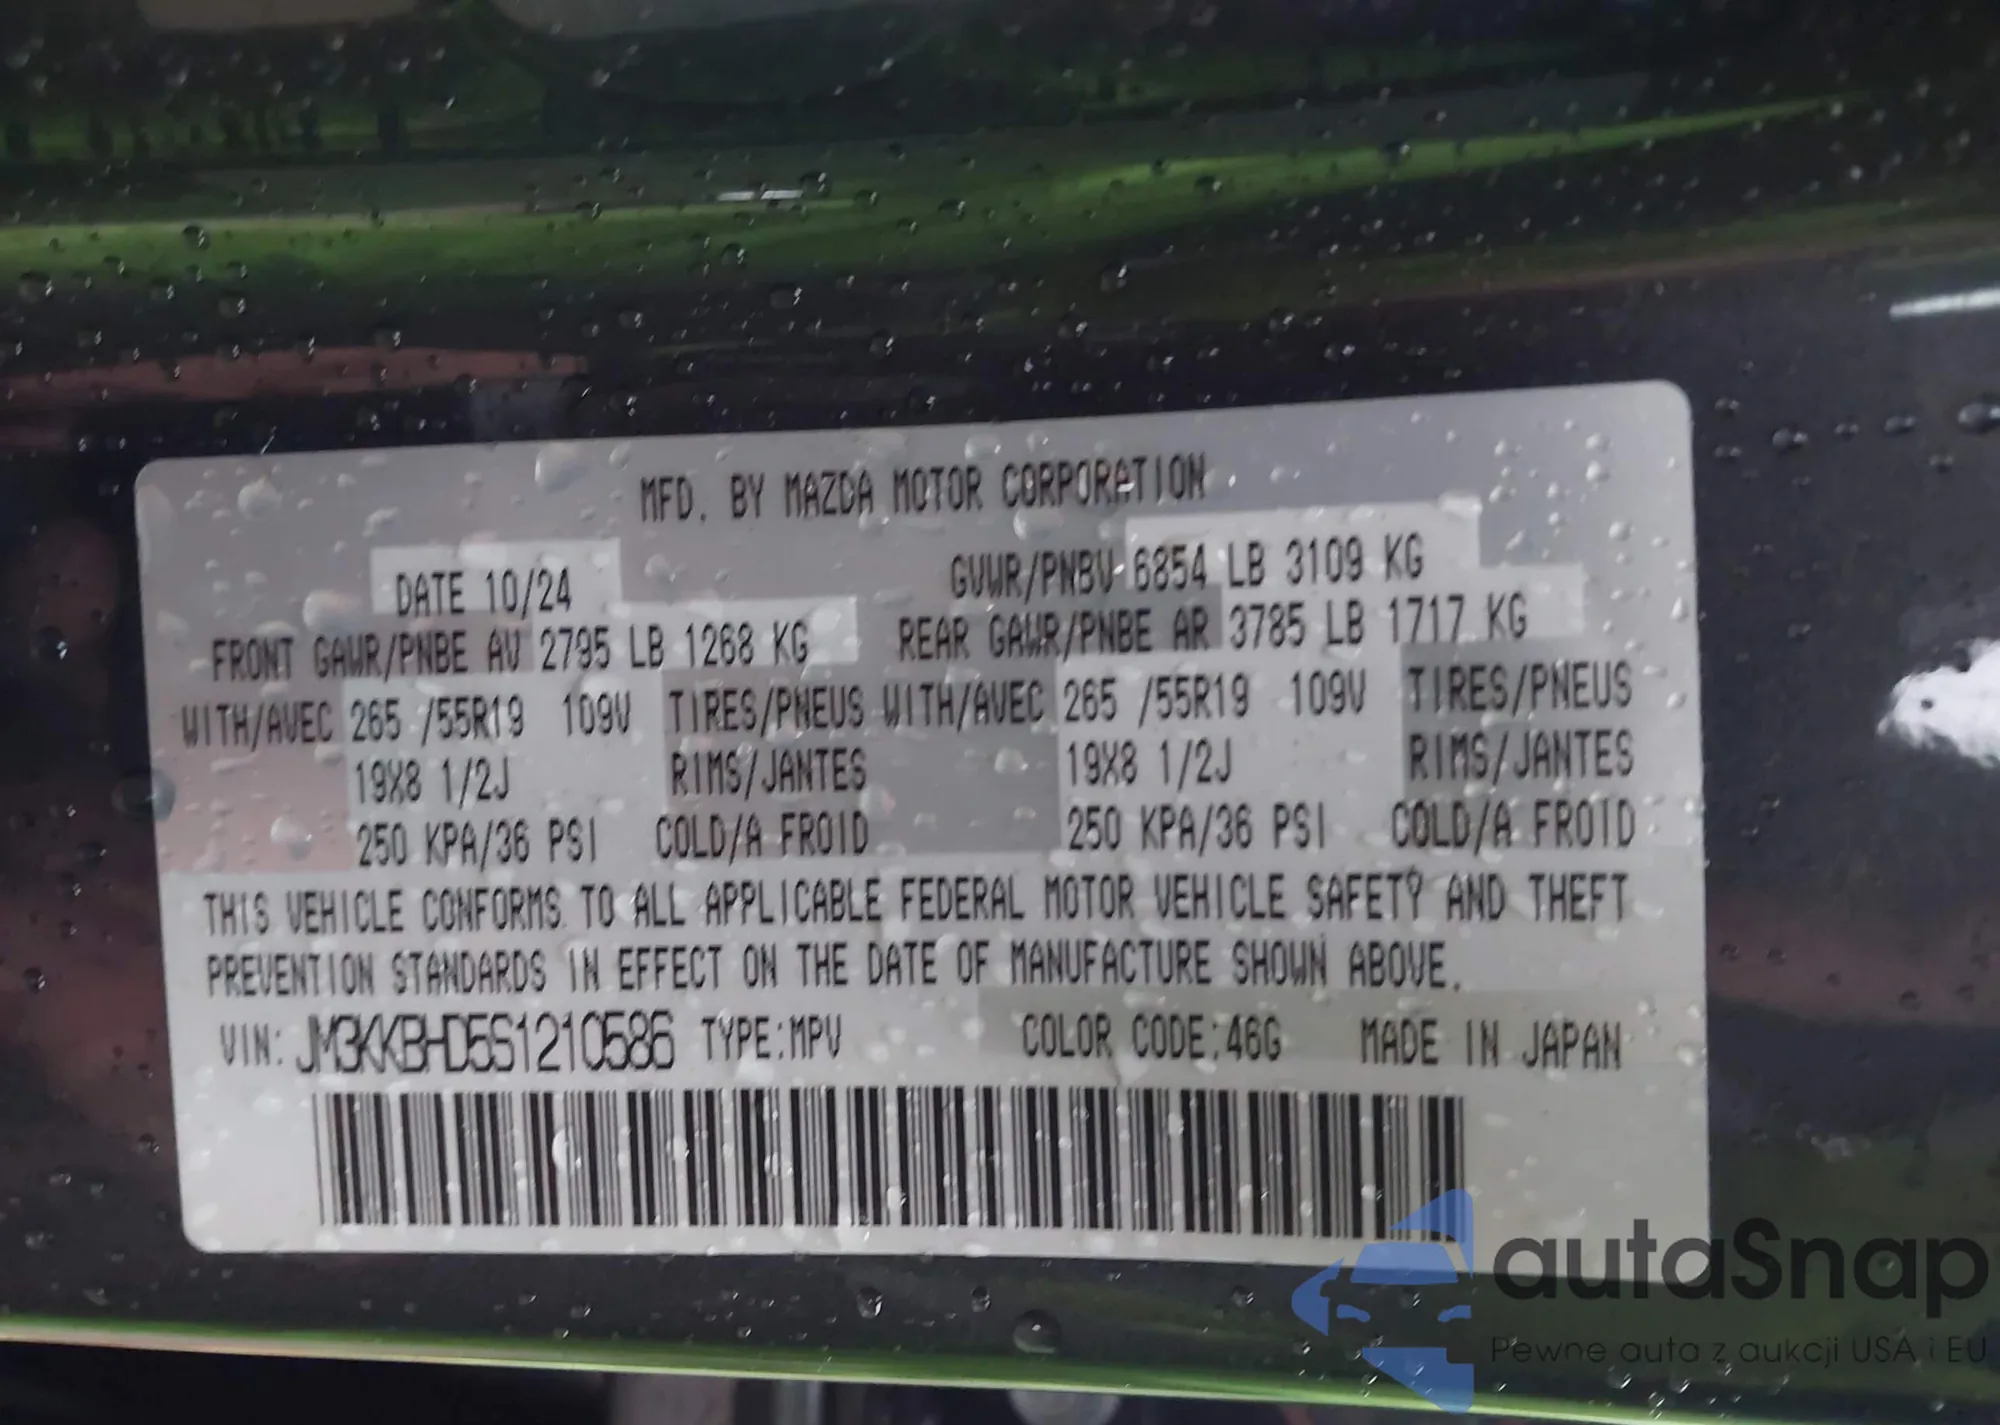 MFD. BY MAZDA MOTOR CORPORATION
DATE 10/24 GVWR/PNBV 6854 LB 3109 KG
FRONT GAWR/PNBE AV 2795 LB 1268 KG REAR GAWR/PNBE AR 3785 LB 1717 KG
WITH/AVEC 265 /55R19 109V TIRES/PNEUS WITH/AVEC 265 /55R19 109V TIRES/PNEUS
19X8 1/2J RIMS/JANTES 19X8 1/2J RIMS/JANTES
250 KPA/36 PSI COLD/A FROID 250 KPA/36 PSI COLD/A FROID
THIS VEHICLE CONFORMS TO ALL APPLICABLE FEDERAL MOTOR VEHICLE SAFETY AND THEFT
PREVENTION STANDARDS IN EFFECT ON THE DATE OF MANUFACTURE SHOWN ABOVE.
VIN: JM3KKBHD5S1210586 TYPE:MPV COLOR CODE:46G MADE IN JAPAN
autaSnap
Pewne auta z aukcji USA i EU